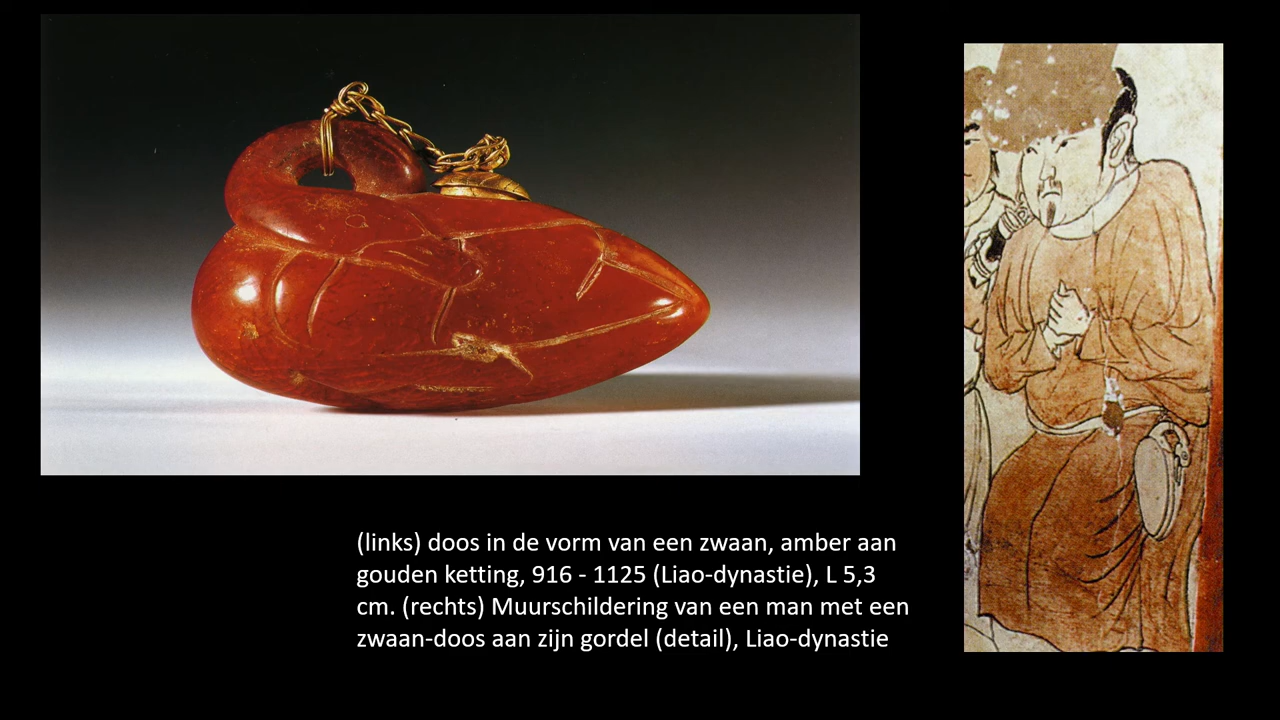 (links) doos in de vorm van een zwaan, amber aan
gouden ketting, 916 - 1125 (Liao-dynastie), L 5,3
cm. (rechts) Muurschildering van een man met een
zwaan-doos aan zijn gordel (detail), Liao-dynastie